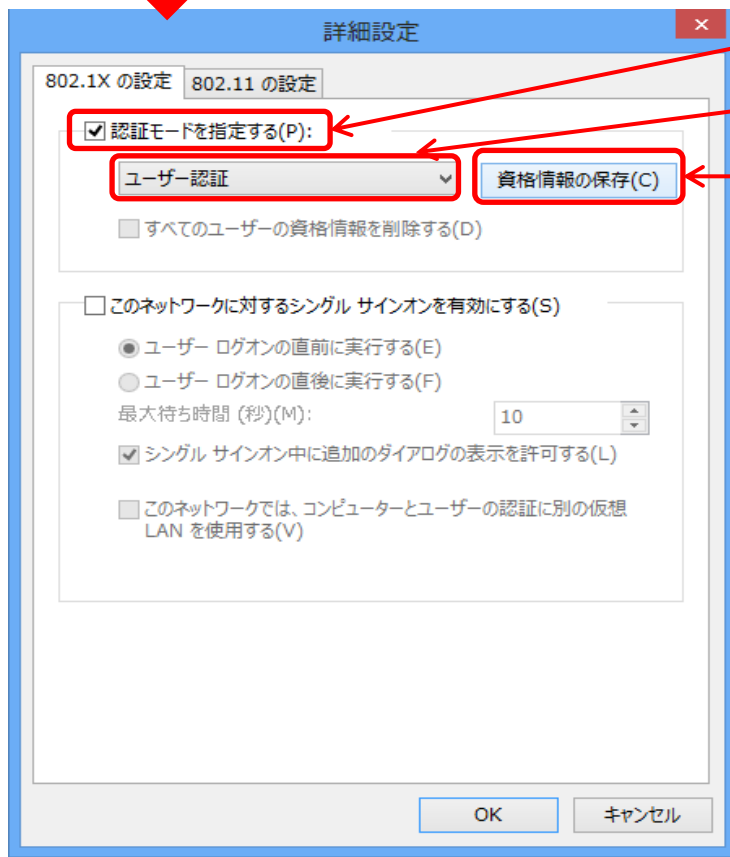 詳細設定
802.1X の設定 802.11 の設定
認証モードを指定する(P):
ユーザー認証 資格情報の保存(C)
すべてのユーザーの資格情報を削除する(D)
このネットワークに対するシングル サインオンを有効にする(S)
ユーザー ログオンの直前に実行する(E)
ユーザー ログオンの直後に実行する(F)
最大待ち時間 (秒)(M): 10
シングル サインオン中に追加のダイアログの表示を許可する(L)
このネットワークでは、コンピューターとユーザーの認証に別の仮想
LAN を使用する(V)
OK キャンセル